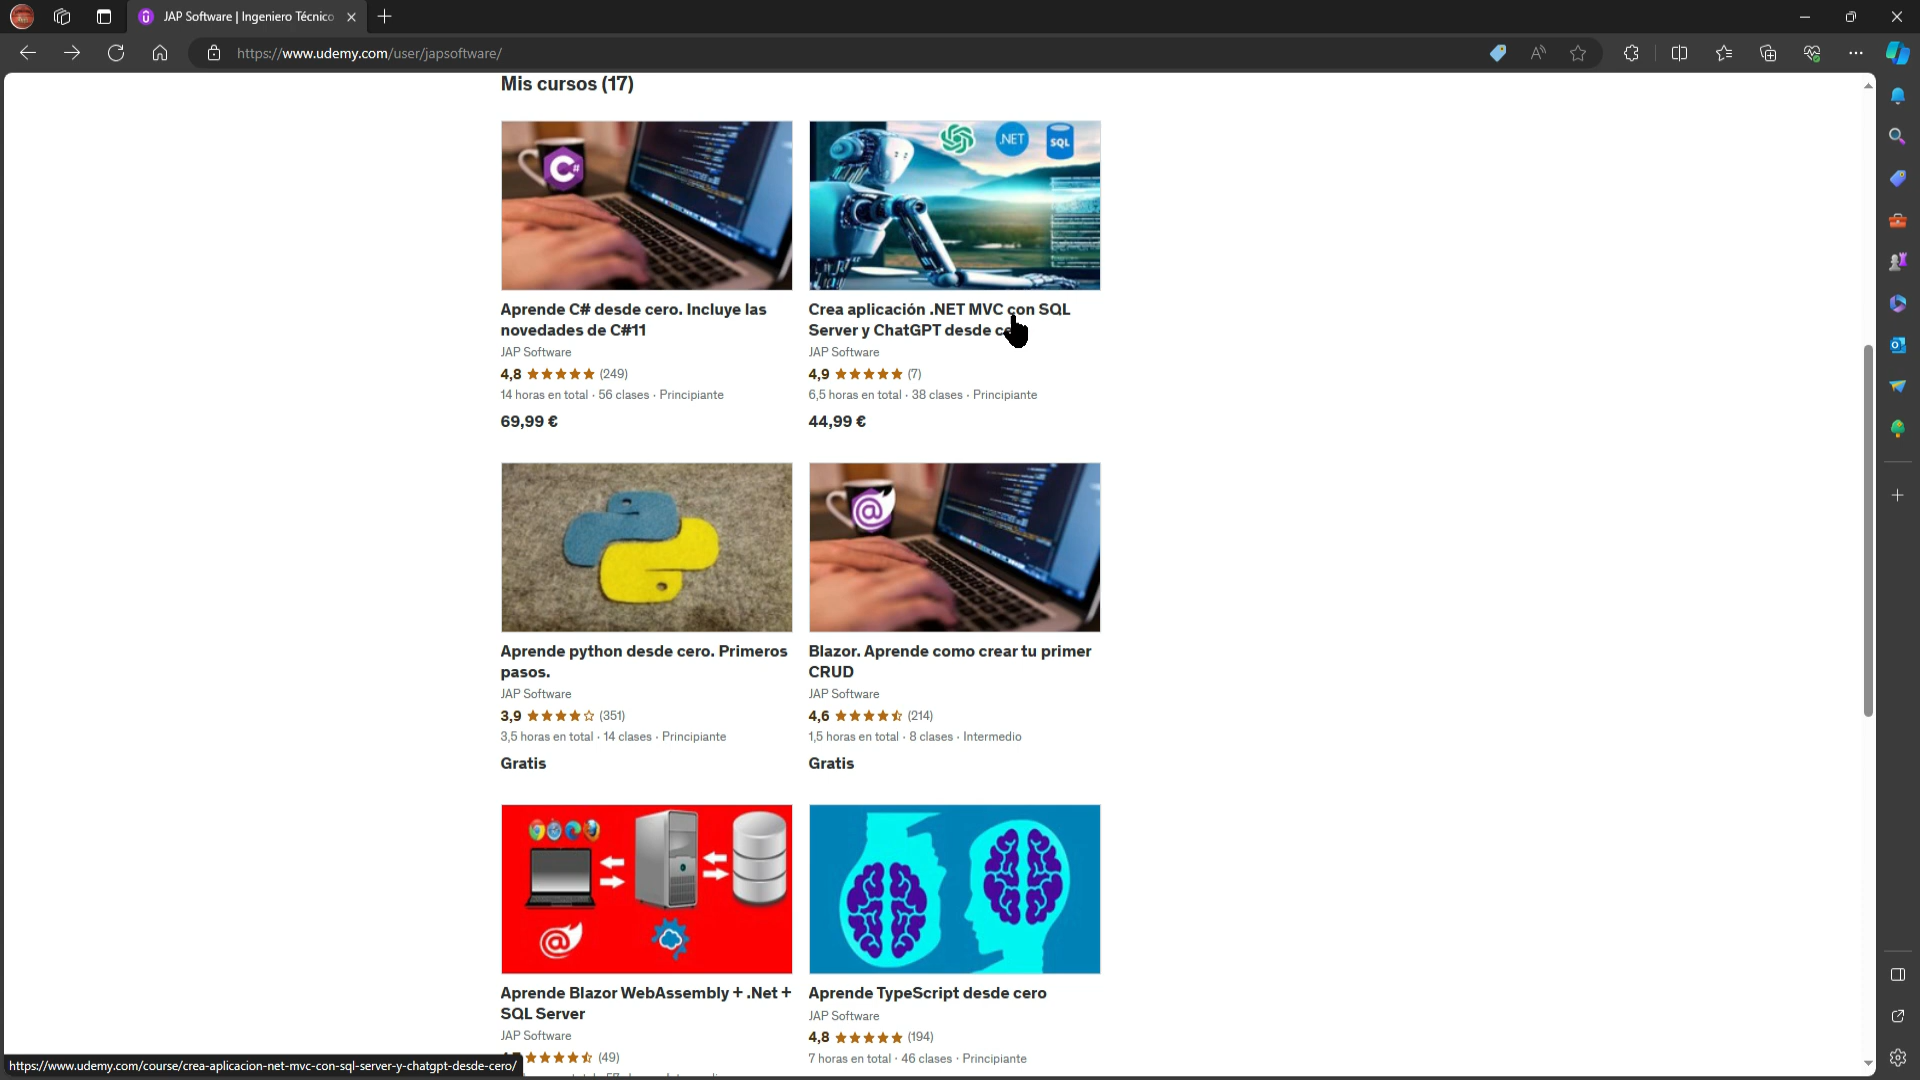 JAP Software | Ingeniero Técnico
https://www.udemy.com/user/japsoftware/
Mis cursos (17)
.NET
SQL
Aprende C# desde cero. Incluye las
novedades de C#11
JAP Software
4,8 (249)
14 horas en total · 56 clases · Principiante
69,99 €
Crea aplicación .NET MVC con SQL
Server y ChatGPT desde
JAP Software
4,9 (7)
6,5 horas en total · 38 clases · Principiante
44,99 €
Aprende python desde cero. Primeros
pasos.
JAP Software
3,9 (351)
3,5 horas en total · 14 clases · Principiante
Gratis
Blazor. Aprende como crear tu primer
CRUD
JAP Software
4,6 (214)
1,5 horas en total · 8 clases · Intermedio
Gratis
Aprende Blazor WebAssembly + .Net +
SQL Server
JAP Software
(49)
Aprende TypeScript desde cero
JAP Software
4,8 (194)
7 horas en total · 46 clases · Principiante
https://www.udemy.com/course/crea-aplicacion-net-mvc-con-sql-server-y-chatgpt-desde-cero/